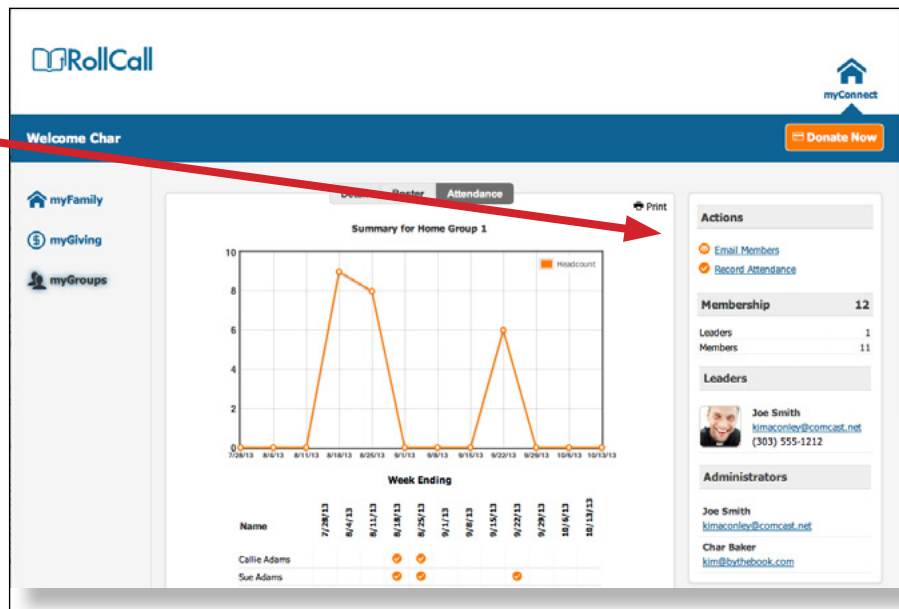 RollCall
myConnect
Welcome Char
Donate Now
myFamily
myGiving
myGroups
Roster
Attendance
Print
Summary for Home Group 1
Headcount
10
8
6
4
2
0
7/28/13 8/4/13 8/11/13 8/18/13 8/25/13 9/1/13 9/8/13 9/15/13 9/22/13 9/29/13 10/6/13 10/13/13
Week Ending
Name 7/28/13 8/4/13 8/11/13 8/18/13 8/25/13 9/1/13 9/8/13 9/15/13 9/22/13 9/29/13 10/6/13 10/13/13
Callie Adams
Sue Adams
Actions
Email Members
Record Attendance
Membership 12
Leaders 1
Members 11
Leaders
Joe Smith
kimaconley@comcast.net
(303) 555-1212
Administrators
Joe Smith
kimaconley@comcast.net
Char Baker
kim@bythebook.com